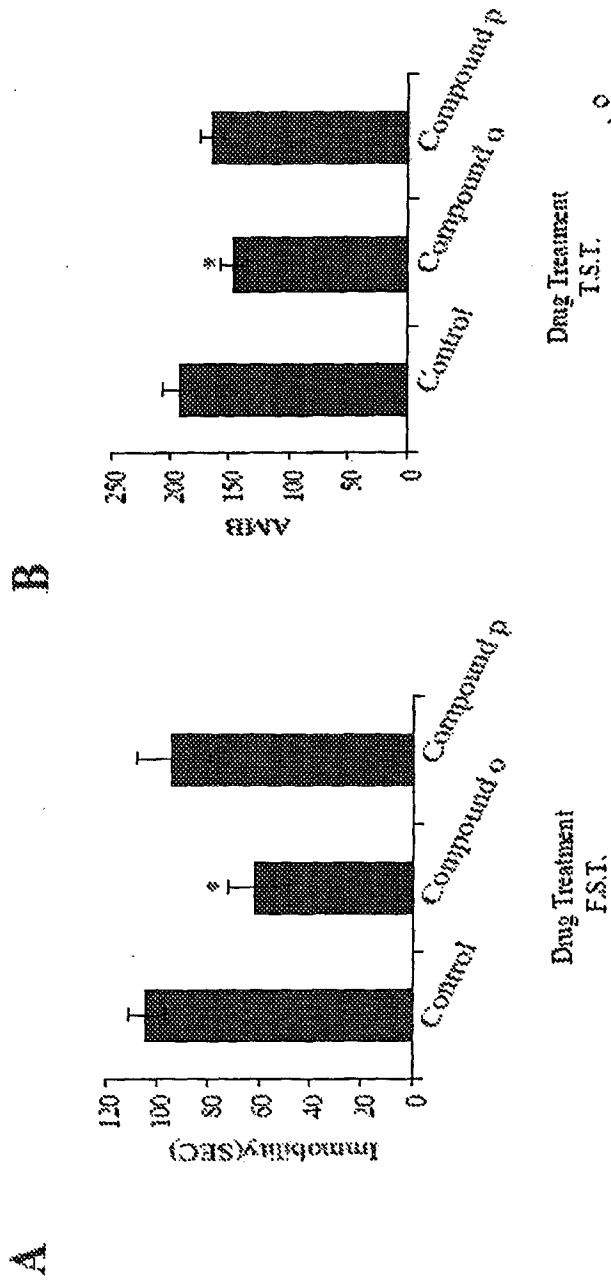 A
120
100
80
60
40
20
0
Immobility(SEC)
*
Control
Compound o
Compound p
Drug Treatment
F.S.T.
B
250
200
150
100
50
0
AMB
*
Control
Compound o
Compound p
Drug Treatment
T.S.T.